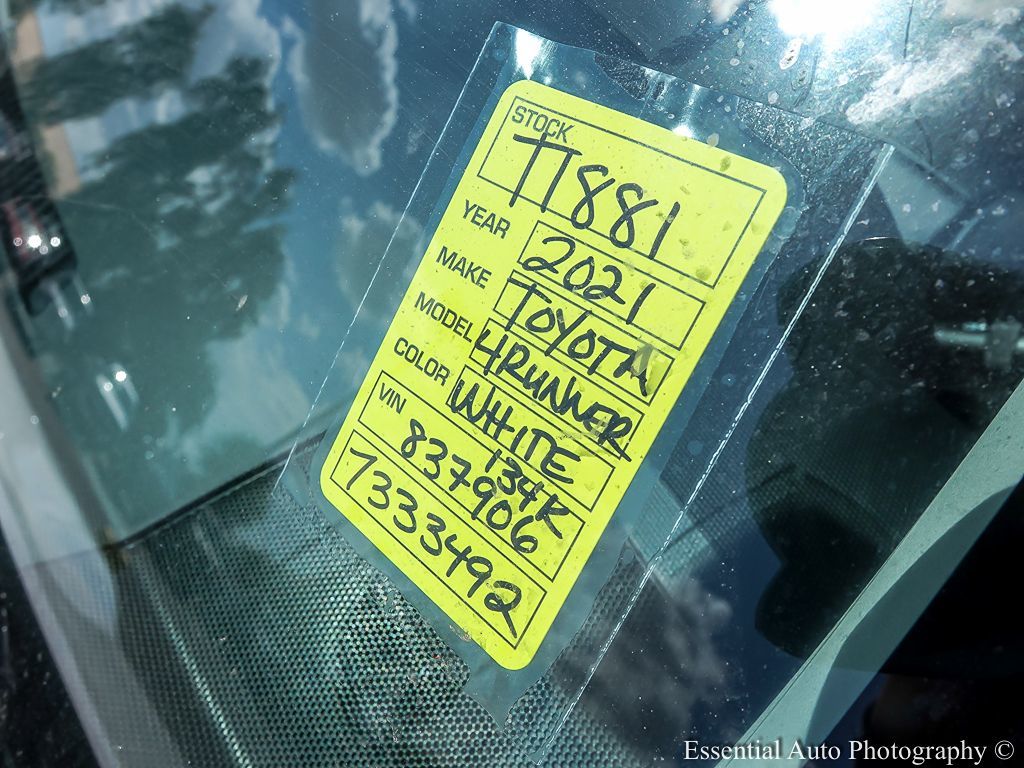 STOCK
T1881
YEAR 2021
MAKE TOYOTA
MODEL 4RUNNER
COLOR WHITE
VIN 134K
837906
7333492
Essential Auto Photography ©